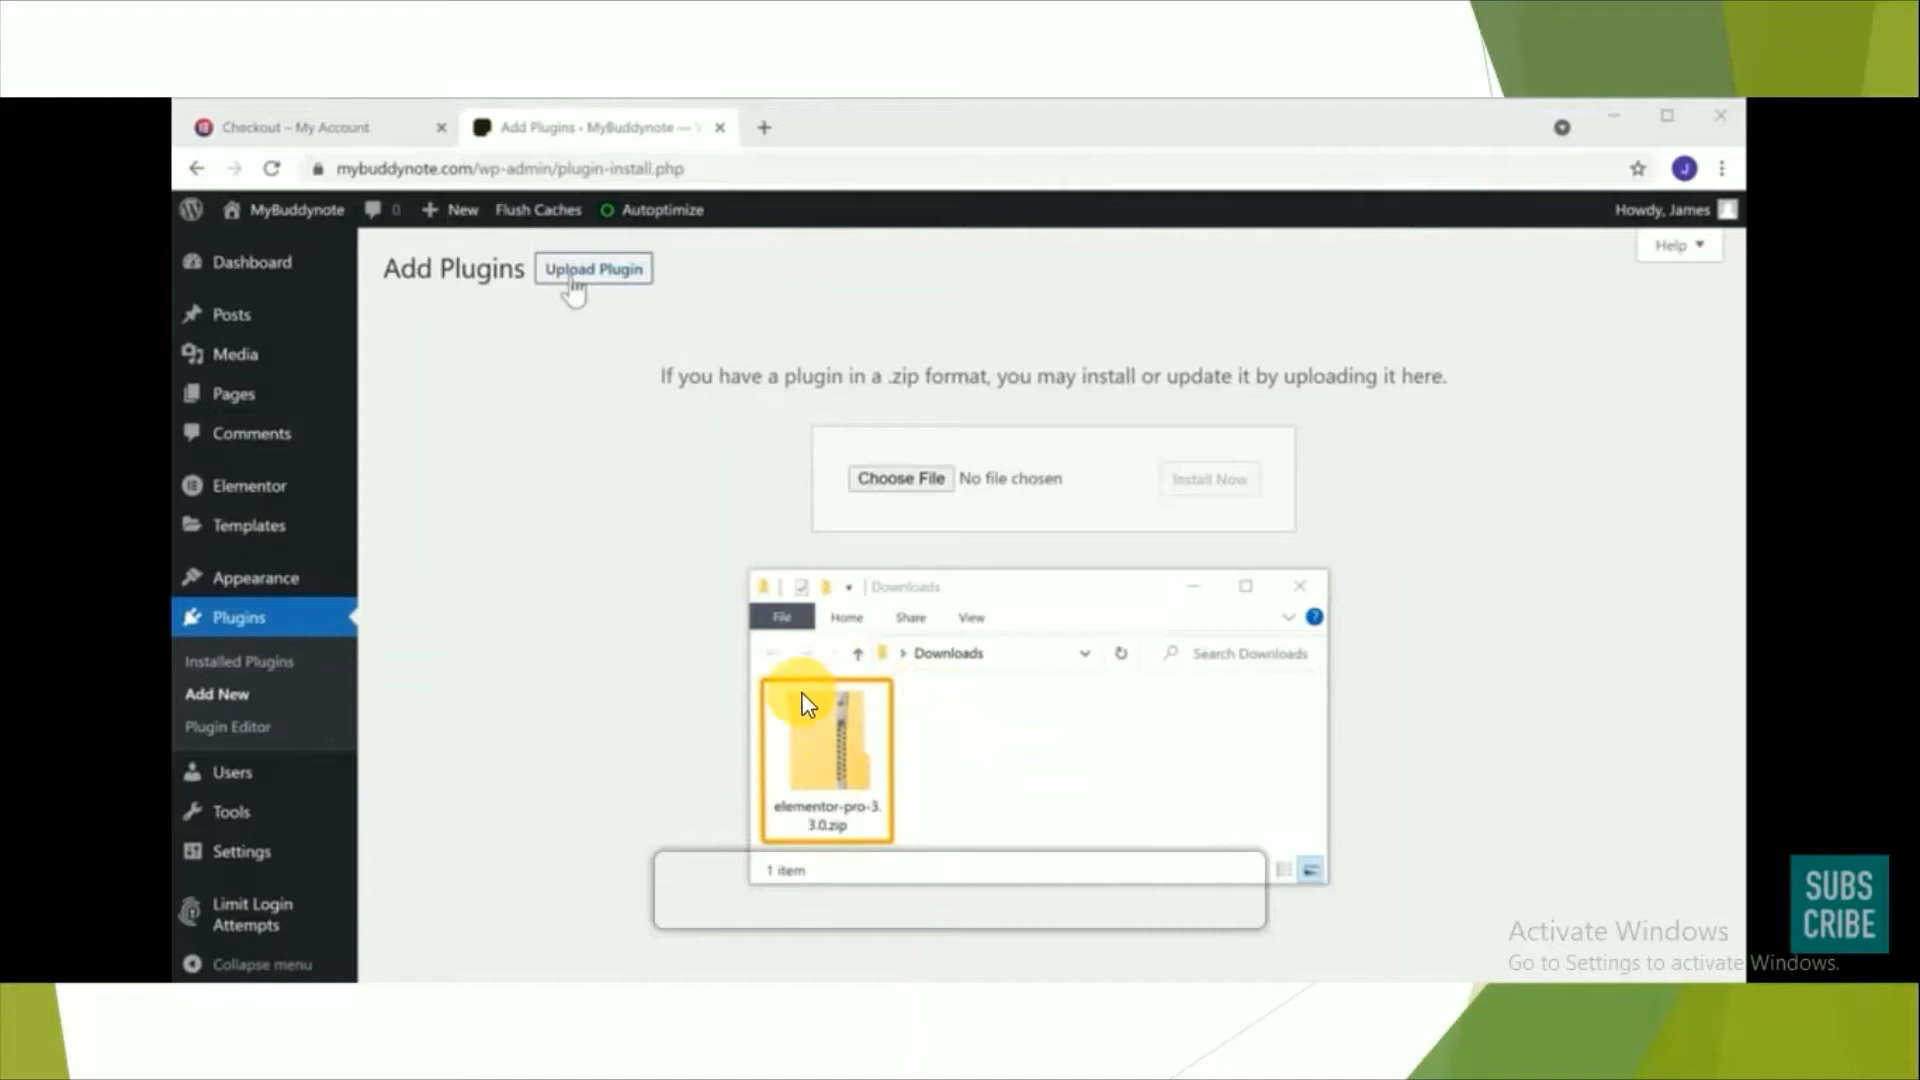 Checkout – My Account
Add Plugins ‹ MyBuddynote —
mybuddynote.com/wp-admin/plugin-install.php
J
MyBuddynote
0
New
Flush Caches
Autoptimize
Howdy, James
Help
Dashboard
Posts
Media
Pages
Comments
Elementor
Templates
Appearance
Plugins
Installed Plugins
Add New
Plugin Editor
Users
Tools
Settings
Limit Login
Attempts
Collapse menu
Add Plugins
Upload Plugin
If you have a plugin in a .zip format, you may install or update it by uploading it here.
Choose File No file chosen
Install Now
Downloads
File
Home
Share
View
Downloads
Search Downloads
elementor-pro-3.
3.0.zip
1 item
Activate Windows
Go to Settings to activate Windows.
SUBS
CRIBE